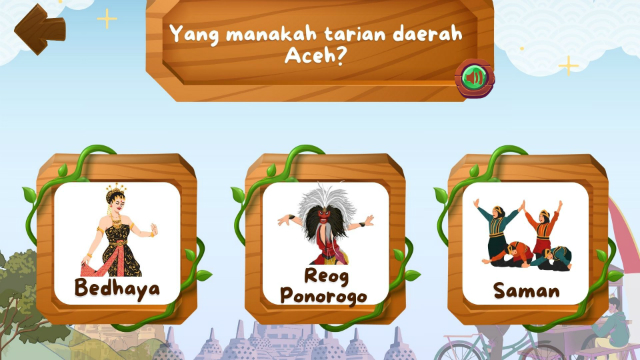 Yang manakah tarian daerah
Aceh?
Bedhaya
Reog
Ponorogo
Saman